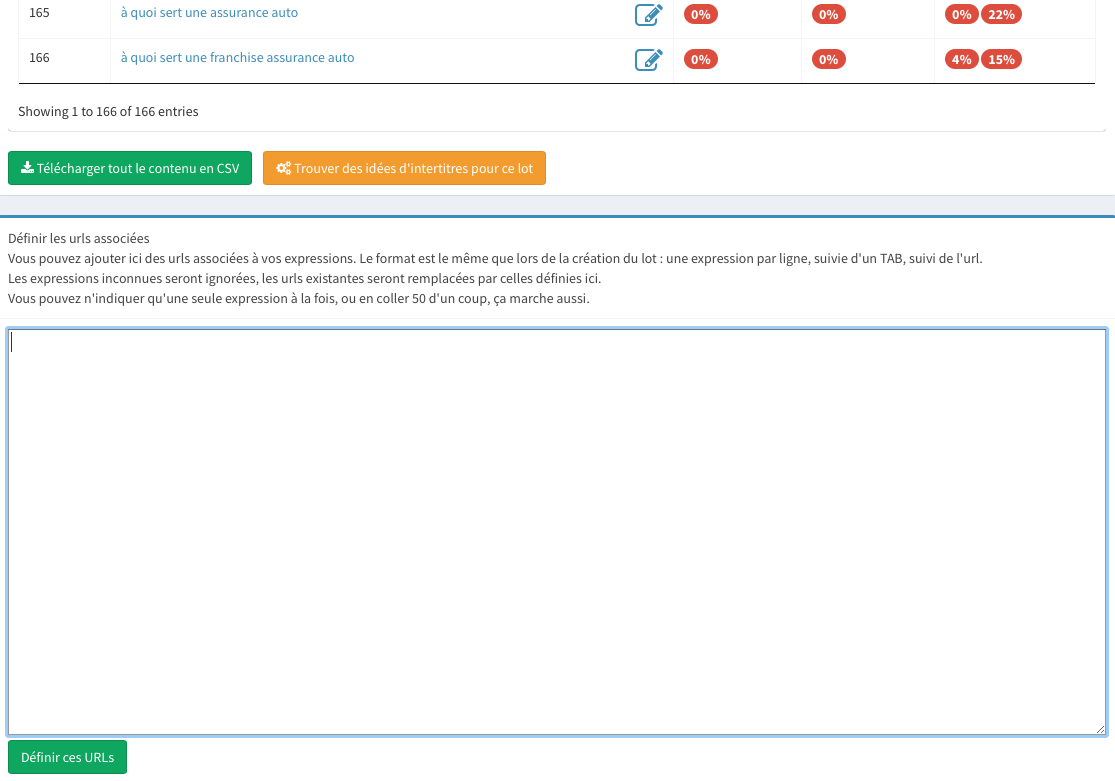 165 à quoi sert une assurance auto 0% 0% 0% 22%
166 à quoi sert une franchise assurance auto 0% 0% 4% 15%
Showing 1 to 166 of 166 entries
Télécharger tout le contenu en CSV Trouver des idées d'intertitres pour ce lot
Définir les urls associées
Vous pouvez ajouter ici des urls associées à vos expressions. Le format est le même que lors de la création du lot : une expression par ligne, suivie d'un TAB, suivi de l'url.
Les expressions inconnues seront ignorées, les urls existantes seront remplacées par celles définies ici.
Vous pouvez n'indiquer qu'une seule expression à la fois, ou en coller 50 d'un coup, ça marche aussi.
Définir ces URLs